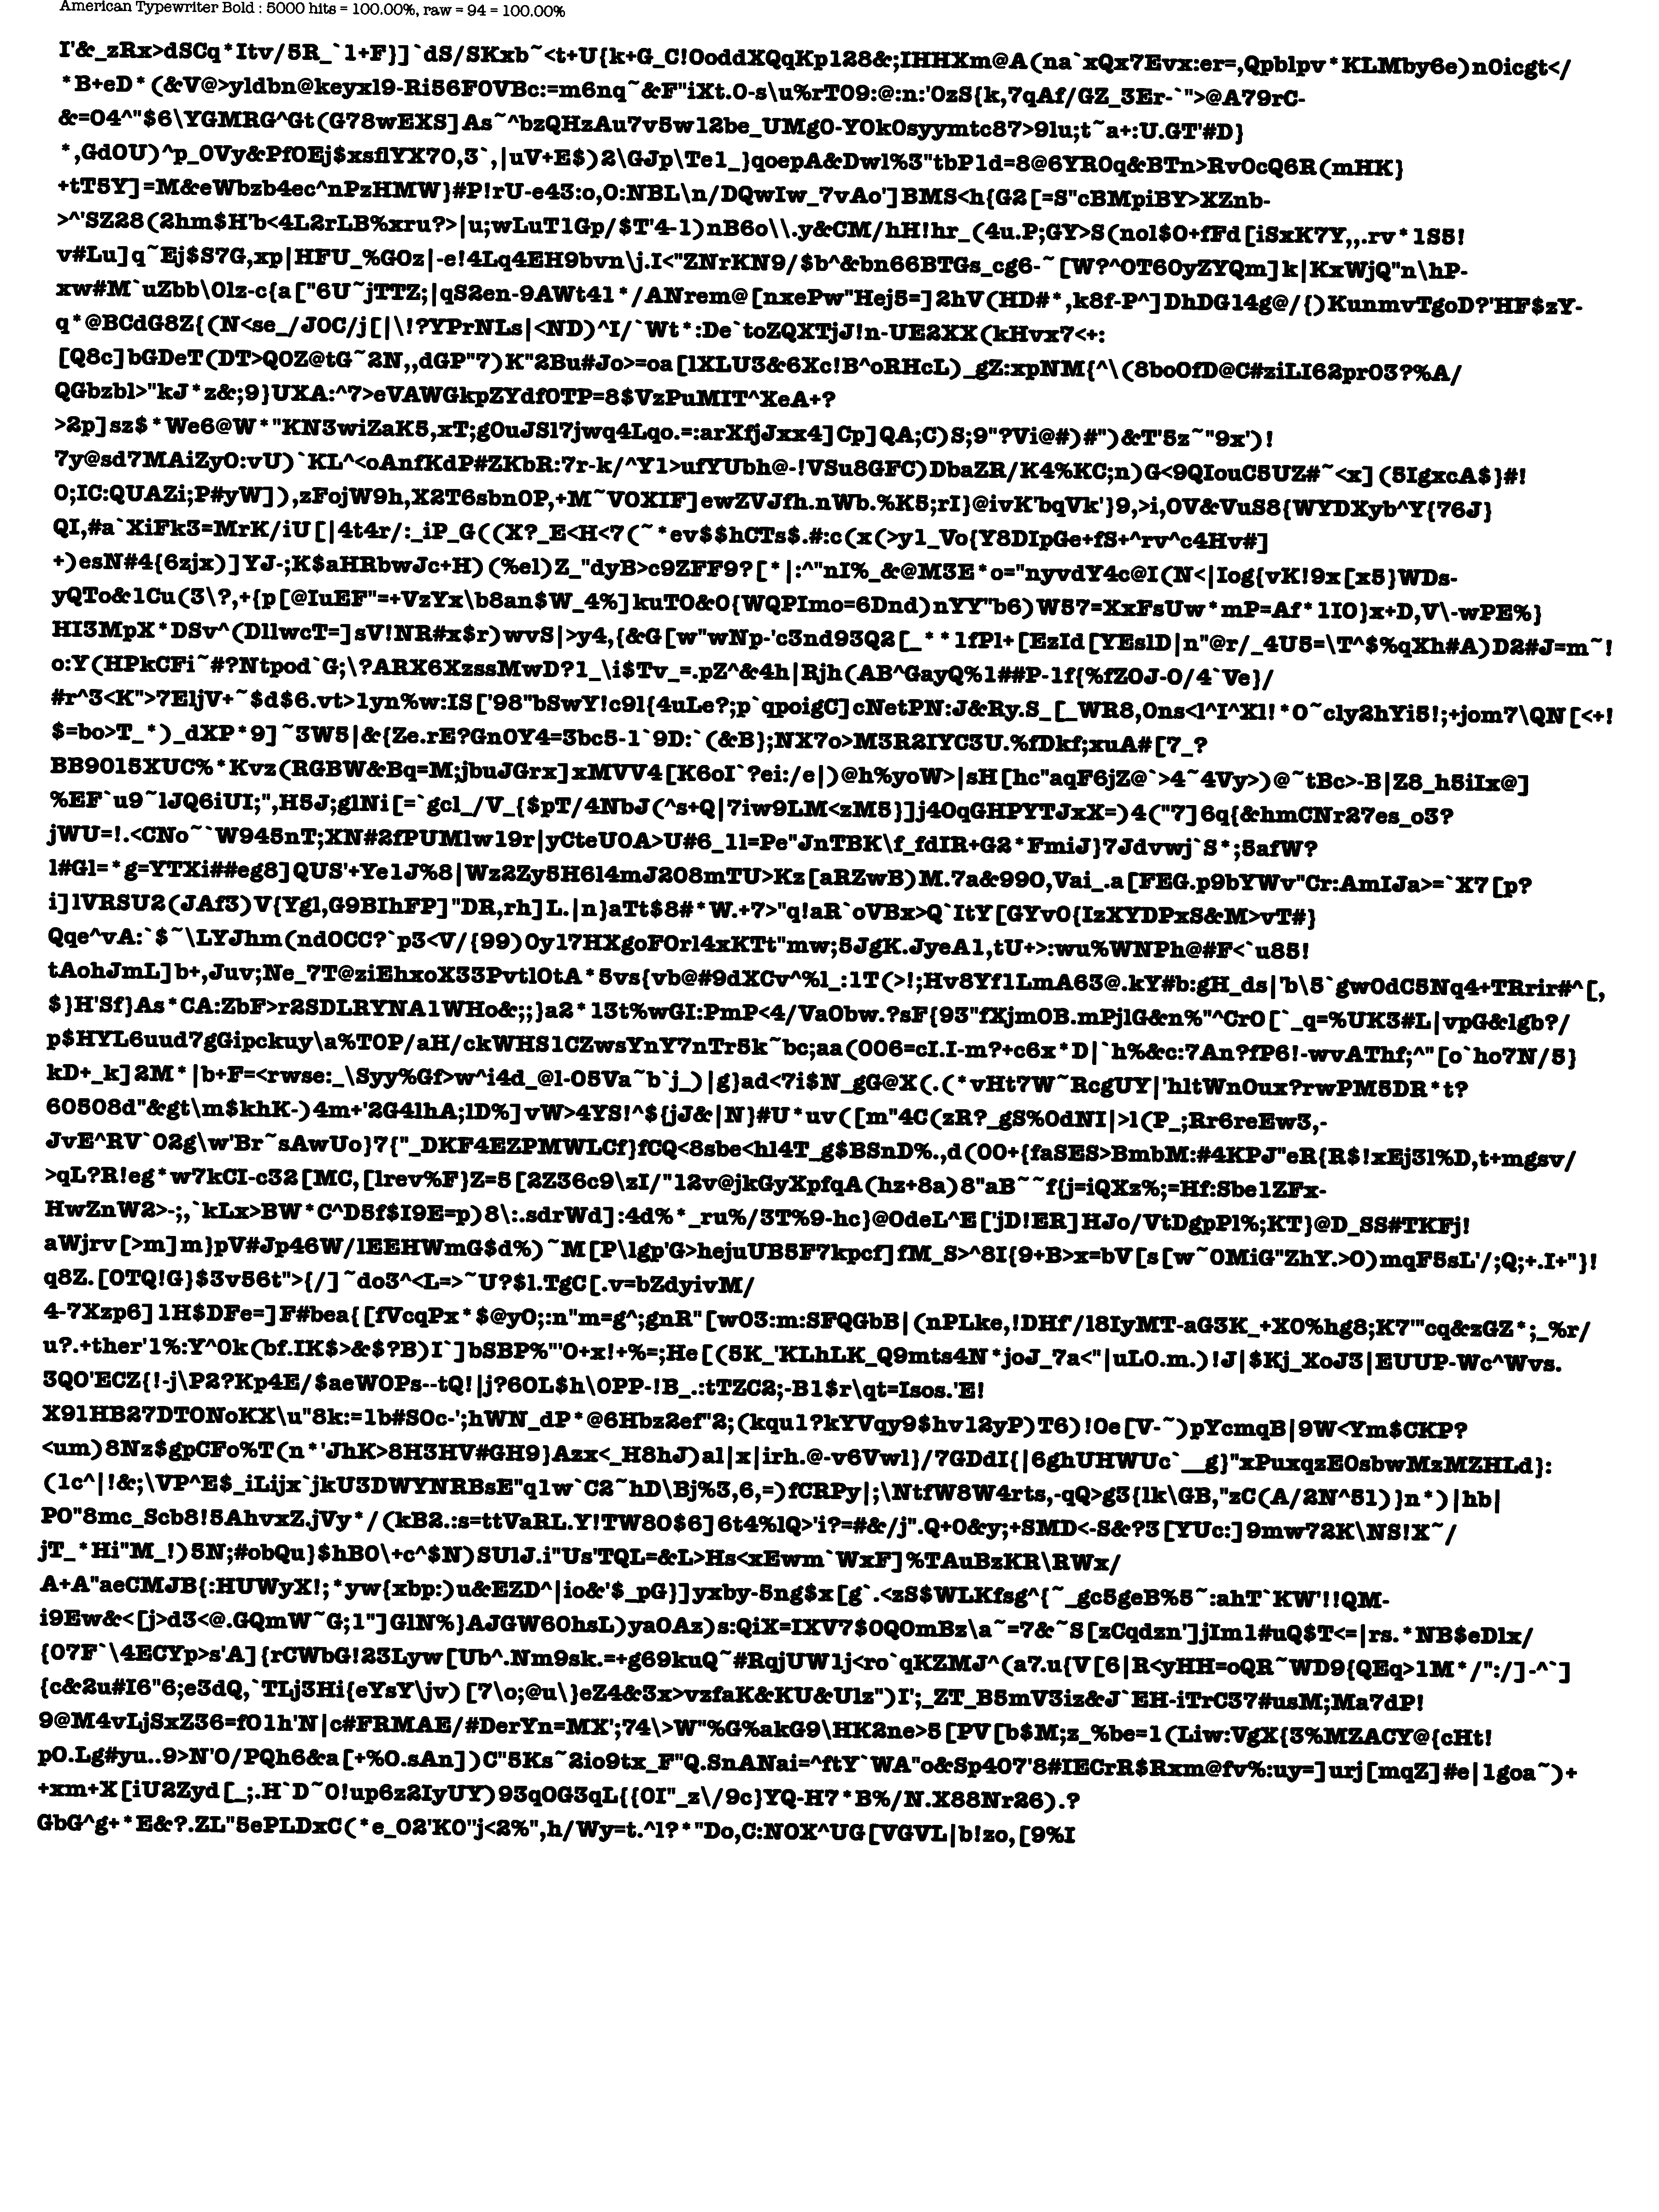 American Typewriter Bold : 5000 hits = 100.00%, raw = 94 = 100.00%
I'&_zRx>dSCq*Itv/5R_`1+F}]`dS/SKxb~<t+U{k+G_C!OoddXQqKp128&;IHHXm@A(na`xQx7Evx:er=,Qpblpv*KLMby6e)n0icgt</
*B+eD*(&V@>yldbn@keyxl9-Ri56F0VBc:=m6nq~&F"iXt.0-s\u%rT09:@:n:'0zS{k,7qAf/GZ_3Er-`">@A79rC-
&=04^"$6\YGMRG^Gt(G78wEXS]As~^bzQHzAu7v5w12be_UMg0-Y0k0syymtc87>9lu;t~a+:U.GT'#D}
*,GdOU)^p_0Vy&PfOEj$xsflYX70,3`,|uV+E$)2\GJp\Te1_}qoepA&Dwl%3"tbP1d=8@6YR0q&BTn>Rv0cQ6R(mHK}
+tT5Y]=M&eWbzb4ec^nPzHMW}#P!rU-e43:o,O:NBL\n/DQwIw_7vAo']BMS<h{G2[=S"cBMpiBY>XZnb-
>^'SZ28(2hm$H'b<4L2rLB%xru?>|u;wLuT1Gp/$T'4-1)nB6o\\.y&CM/hH!hr_(4u.P;GY>S(nol$O+fFd[iSxK7Y,,.rv*1S5!
v#Lu]q~Ej$S7G,xp|HFU_%GOz|-e!4Lq4EH9bvn\j.I<"ZNrKN9/$b^&bn66BTGs_cg6-~[W?^OT60yZYQm]k|KxWjQ"n\hP-
xw#M`uZbb\Olz-c{a["6U~jTTZ;|qS2en-9AWt41*/ANrem@[nxePw"Hej5=]2hV(HD#*,k8f-P^]DhDG14g@/{)KunmvTgoD?'HF$zY-
q*@BCdG8Z{(N<se_/JOC/j[|\!?YPrNLs|<ND)^I/`Wt*:De`toZQXTjJ!n-UE2XX(kHvx7<+:
[Q8c]bGDeT(DT>QOZ@tG~2N,,dGP"7)K"2Bu#Jo>=oa[lXLU3&6Xc!B^oRHcL)_gZ:xpNM{^\(8boOfD@C#ziLI62pr03?%A/
QGbzbl>"kJ*z&;9}UXA:^7>eVAWGkpZYdf0TP=8$VzPuMIT^XeA+?
>2p]sz$*We6@W*"KN3wiZaK5,xT;g0uJSl7jwq4Lqo.=:arXfjJxx4]Cp]QA;C)S;9"?Vi@#)#")&T'5z~"9x')!
7y@sd7MAiZyO:vU)`KL^<oAnfKdP#ZKbR:7r-k/^Y1>ufYUbh@-!VSu8GFC)DbaZR/K4%KC;n)G<9QIouC5UZ#~<x](5IgxcA$}#!
0;IC:QUAZi;P#yW]),zFojW9h,X2T6sbn0P,+M~VOXIF]ewZVJfh.nWb.%K5;rI}@ivK'bqVk'}9,>i,OV&VuS8{WYDXyb^Y{76J}
QI,#a`XiFk3=MrK/iU[|4t4r/:_iP_G((X?_E<H<7(~*ev$$hCTs$.#:c(x(>y1_Vo{Y8DIpGe+fS+^rv^c4Hv#]
+)esN#4{6zjx)]YJ-;K$aHRbwJc+H)(%el)Z_"dyB>c9ZFF9?[*|:^"nI%_&@M3E*o="nyvdY4c@I(N<|Iog{vK!9x[x5}WDs-
yQTo&1Cu(3\?,+{p[@IuEF"=+VzYx\b8an$W_4%]kuTO&0{WQPImo=6Dnd)nYY"b6)W57=XxFsUw*mP=Af*1IO}x+D,V\-wPE%}
HI3MpX*DSv^(DllwcT=]sV!NR#x$r)wvS|>y4,{&G[w"wNp-'c3nd93Q2[_**1fPl+[EzId[YEslD|n"@r/_4U5=\T^$%qXh#A)D2#J=m~!
o:Y(HPkCFi~#?Ntpod`G;\?ARX6XzssMwD?1_\i$Tv_=.pZ^&4h|Rjh(AB^GayQ%1##P-1f{%fZOJ-O/4`Ve}/
#r^3<K">7EljV+~$d$6.vt>lyn%w:IS['98"bSwY!c9l{4uLe?;p`qpoigC]cNetPN:J&Ry.S_[_WR8,0ns<l^I^Xl!*O~cly2hYi5!;+jom7\QN[<+!
$=bo>T_*)_dXP*9]~3W5|&{Ze.rE?Gn0Y4=3bc5-1`9D:`(&B};NX7o>M3R2IYC3U.%fDkf;xuA#[7_?
BB9015XUC%*Kvz(RGBW&Bq=M;jbuJGrx]xMVV4[K6oI`?ei:/e|)@h%yoW>|sH[hc"aqF6jZ@`>4~4Vy>)@~tBc>-B|Z8_h5iIx@]
%EF`u9~lJQ6iUI;",H5J;glNi[=`gcl_/V_{$pT/4NbJ(^s+Q|7iw9LM<zM5}]j4OqGHPYTJxX=)4("7]6q{&hmCNr27es_o3?
jWU=!.<CNo~`W945nT;XN#2fPUMlw19r|yCteU0A>U#6_1l=Pe"JnTBK\f_fdIR+G2*FmiJ}7Jdvwj`S*;5afW?
l#Gl=*g=YTXi##eg8]QUS'+Ye1J%8|Wz2Zy5H6l4mJ208mTU>Kz[aRZwB)M.7a&990,Vai_.a[FEG.p9bYWv"Cr:AmIJa>=`X7[p?
i]lVRSU2(JAf3)V{Ygl,G9BIhFP]"DR,rh]L.|n}aTt$8#*W.+7>"q!aR`oVBx>Q`ItY[GYv0{IzXYDPxS&M>vT#}
Qqe^vA:`$~\LYJhm(ndOCC?`p3<V/{99)Oy17HXgoFOrl4xKTt"mw;5JgK.JyeA1,tU+>:wu%WNPh@#F<`u85!
tAohJmL]b+,Juv;Ne_7T@ziEhxoX33PvtlOtA*5vs{vb@#9dXCv^%l_:1T(>!;Hv8Yf1LmA63@.kY#b:gH_ds|'b\5`gw0dC5Nq4+TRrir#^[,
$}H'Sf}As*CA:ZbF>r2SDLRYNA1WHo&;;}a2*13t%wGI:PmP<4/Va0bw.?sF{93"fXjm0B.mPjlG&n%"^CrO[`_q=%UK3#L|vpG&lgb?/
p$HYL6uud7gGipckuy\a%TOP/aH/ckWHS1CZwsYnY7nTr5k~bc;aa(006=cI.I-m?+c6x*D|`h%&c:7An?fP6!-wvAThf;^"[o`ho7N/5}
kD+_k]2M*|b+F=<rwse:_\Syy%Gf>w^i4d_@l-05Va~b`j_)|g}ad<7i$N_gG@X(.(*vHt7W~RcgUY|'hltWn0ux?rwPM5DR*t?
60508d"&gt\m$khK-)4m+'2G4lhA;lD%]vW>4YS!^${jJ&|N}#U*uv([m"4C(zR?_gS%0dNI|>l(P_;Rr6reEw3,-
JvE^RV`02g\w'Br~sAwUo}7{"_DKF4EZPMWLCf}fCQ<8sbe<hl4T_g$BSnD%.,d(00+{faSES>BmbM:#4KPJ"eR{R$!xEj3l%D,t+mgsv/
>qL?R!eg*w7kCI-c32[MC,[lrev%F}Z=5[2Z36c9\zI/"12v@jkGyXpfqA(hz+8a)8"aB~~f{j=iQXz%;=Hf:Sbe1ZFx-
HwZnW2>-;,`kLx>BW*C^D5f$I9E=p)8\:.sdrWd]:4d%*_ru%/3T%9-hc}@0deL^E['jD!ER]HJo/VtDgpPl%;KT}@D_SS#TKFj!
aWjrv[>m]m}pV#Jp46W/lEEHWmG$d%)~M[P\lgp'G>hejuUB5F7kpcf]fM_S>^8I{9+B>x=bV[s[w~0MiG"ZhY.>O)mqF5sL'/;Q;+.I+"}!
q8Z.[OTQ!G}$3v56t">{/]~do3^<L=>~U?$l.TgC[.v=bZdyivM/
4-7Xzp6]1H$DFe=]F#bea{[fVcqPx*$@yO;:n"m=g^;gnR"[w03:m:SFQGbB|(nPLke,!DHf'/l8IyMT-aG3K_+X0%hg8;K7'"cq&zGZ*;_%r/
u?.+ther'1%:Y^Ok(bf.IK$>&$?B)I`]bSBP%"'O+x!+%=;He[(5K_'KLhLK_Q9mts4N*joJ_7a<"|uL0.m.)!J|$Kj_XoJ3|EUUP-Wc^Wvs.
3Q0'ECZ{!-j\P2?Kp4E/$aeWOPs--tQ!|j?60L$h\OPP-!B_.:tTZC2;-B1$r\qt=Isos.'E!
X91HB27DTONoKX\u"8k:=1b#SOc-';hWN_dP*@6Hbz2ef"2;(kqu1?kYVqy9$hv12yP)T6)!0e[V-~)pYcmqB|9W<Ym$CKP?
<um)8Nz$gpCFo%T(n*'JhK>8H3HV#GH9}Azx<_H8hJ)al|x|irh.@-v6Vwl}/7GDdI{|6ghUHWUc`__g}"xPuxqzE0sbwMzMZHLd}:
(1c^|!&;\VP^E$_iLijx`jkU3DWYNRBsE"q1w`C2~hD\Bj%3,6,=)fCRPy|;\NtfW8W4rts,-qQ>g3{lk\GB,"zC(A/2N^51)}n*)|hb|
PO"8mc_Scb8!5AhvxZ.jVy*/(kB2.:s=ttVaRL.Y!TW80$6]6t4%lQ>'i?=#&/j".Q+0&y;+SMD<-S&?3[YUc:]9mw72K\NS!X~/
jT_*Hi"M_!)5N;#obQu}$hB0\+c^$N)SUlJ.i"Us'TQL=&L>Hs<xEwm`WxF]%TAuBzKR\RWx/
A+A"aeCMJB{:HUWyX!;*yw{xbp:)u&EZD^|io&'$_pG}]yxby-5ng$x[g`.<zS$WLKfsg^{~_gc5geB%5~:ahT`KW'!!QM-
i9Ew&<[j>d3<@.GQmW~G;1"]GlN%}AJGW60hsL)ya0Az)s:QiX=IXV7$0Q0mBz\a~=7&~S[zCqdzn']jIm1#uQ$T<=|rs.*NB$eDlx/
{07F`\4ECYp>s'A]{rCWbG!23Lyw[Ub^.Nm9sk.=+g69kuQ~#RqjUW1j<ro`qKZMJ^(a7.u{V[6|R<yHH=oQR~WD9{QEq>1M*/":/]-^`]
{c&2u#I6"6;e3dQ,`TLj3Hi{eYsY\jv)[7\o;@u\}eZ4&3x>vzfaK&KU&Ulz")I';_ZT_B5mV3iz&J`EH-iTrC37#usM;Ma7dP!
9@M4vLjSxZ36=f01h'N|c#FRMAE/#DerYn=MX';74\>W"%G%akG9\HK2ne>5[PV[b$M;z_%be=1(Liw:VgX{3%MZACY@{cHt!
p0.Lg#yu..9>N'O/PQh6&a[+%0.sAn])C"5Ks~2io9tx_F"Q.SnANai=^ftY`WA"o&Sp407'8#IECrR$Rxm@fv%:uy=]urj[mqZ]#e|1goa~)+
+xm+X[iU2Zyd[_;.H`D~0!up6z2IyUY)93q0G3qL{{0I"_z\/9c}YQ-H7*B%/N.X88Nr26).?
GbG^g+*E&?.ZL"5ePLDxC(*e_02'K0"j<2%",h/Wy=t.^l?*"Do,C:NOX^UG[VGVL|b!zo,[9%I